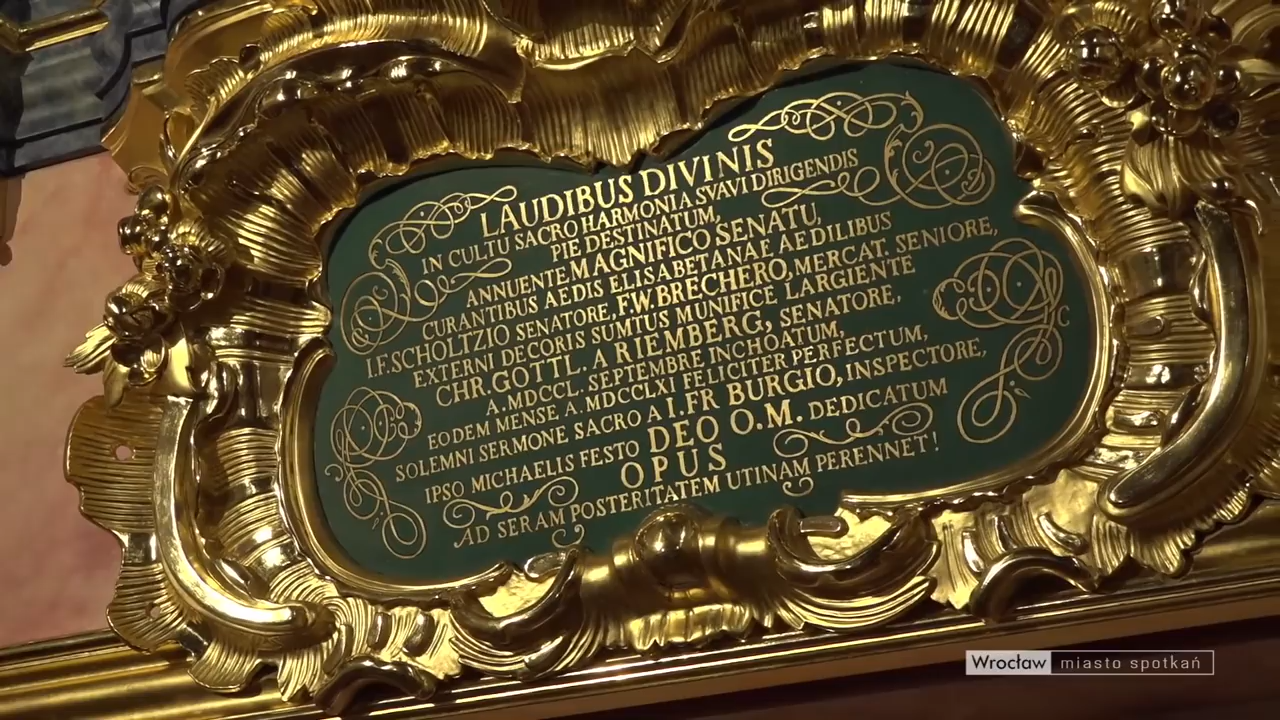 LAUDIBUS DIVINIS
IN CULTU SACRO HARMONIA SVAVI DIRIGENDIS
PIE DESTINATUM,
ANNUENTE MAGNIFICO SENATU,
CURANTIBUS AEDIS ELISABETANAE AEDILIBUS
I.F. SCHOLTZIO SENATORE, F.W. BRECHERO, MERCAT. SENIORE,
EXTERNI DECORIS SUMTUS MUNIFICE LARGIENTE
CHR. GOTTL. A RIEMBERG, SENATORE,
A. MDCCL. SEPTEMBRE INCHOATUM,
EODEM MENSE A. MDCCLXI FELICITER PERFECTUM,
SOLEMNI SERMONE SACRO A I.FR BURGIO, INSPECTORE,
IPSO MICHAELIS FESTO DEO O.M. DEDICATUM
OPUS
AD SERAM POSTERITATEM UTINAM PERENNET!
Wrocław miasto spotkań